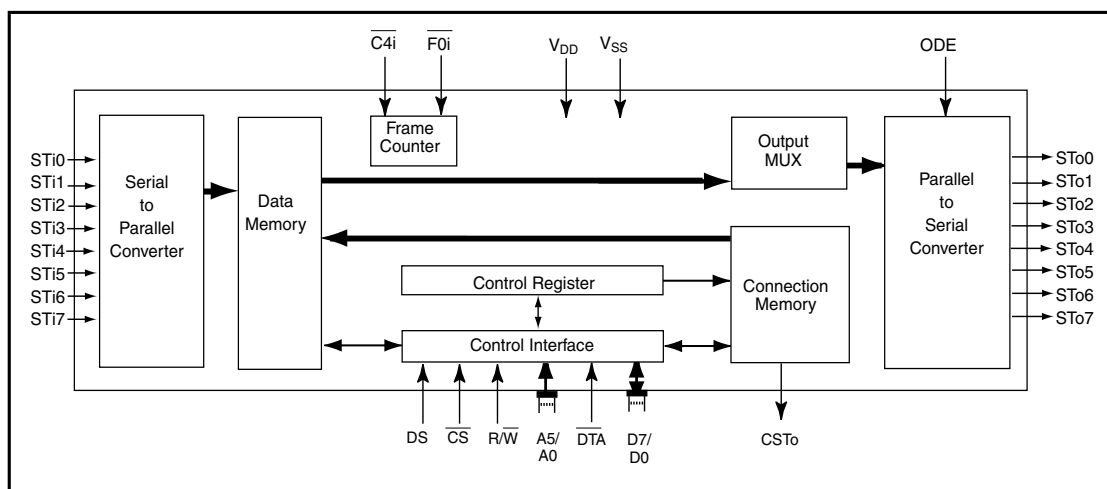 C4i
F0i
VDD
VSS
ODE
Frame
Counter
Output
MUX
Serial
to
Parallel
Converter
Data
Memory
Parallel
to
Serial
Converter
STi0
STi1
STi2
STi3
STi4
STi5
STi6
STi7
STo0
STo1
STo2
STo3
STo4
STo5
STo6
STo7
Control Register
Connection
Memory
Control Interface
DS
CS
R/W
A5/
A0
DTA
D7/
D0
CSTo